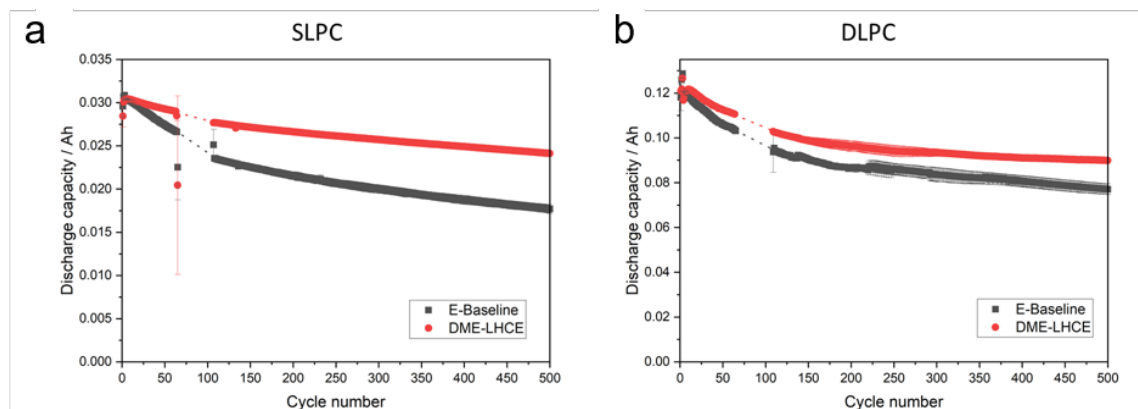 a
SLPC
0.035
0.030
0.025
0.020
0.015
0.010
0.005
0.000
Discharge capacity / Ah
0 50 100 150 200 250 300 350 400 450 500
Cycle number
E-Baseline
DME-LHCE
b
DLPC
0.12
0.10
0.08
0.06
0.04
0.02
0.00
Discharge capacity / Ah
0 50 100 150 200 250 300 350 400 450 500
Cycle number
E-Baseline
DME-LHCE